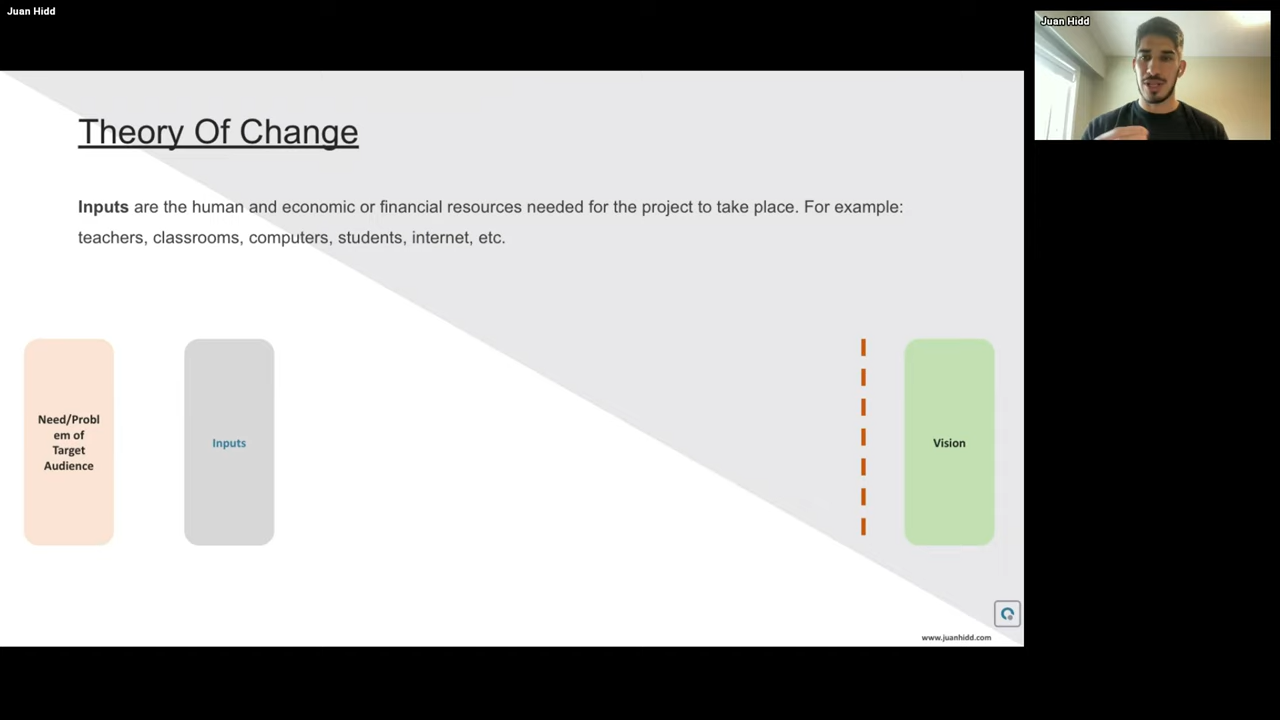 Juan Hidd
Juan Hidd
Theory Of Change
Inputs are the human and economic or financial resources needed for the project to take place. For example:
teachers, classrooms, computers, students, internet, etc.
Need/Probl
em of
Target
Audience
Inputs
Vision
www.juanhidd.com